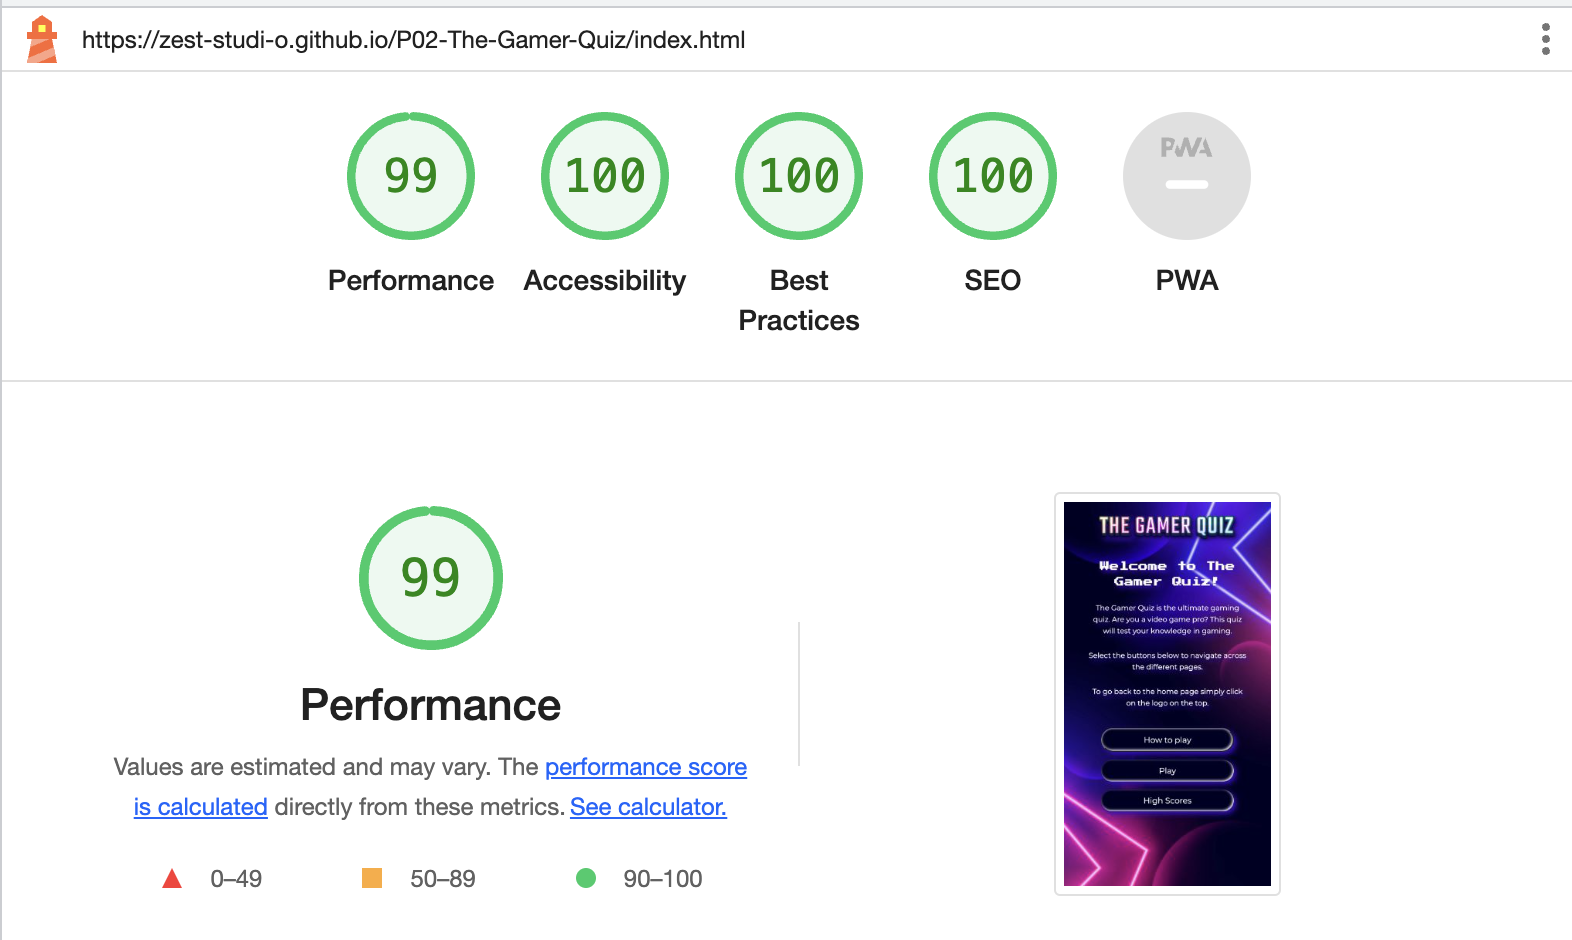 https://zest-studi-o.github.io/P02-The-Gamer-Quiz/index.html
99
100
100
100
PWA
Performance
Accessibility
Best
Practices
SEO
PWA
99
Performance
Values are estimated and may vary. The performance score
is calculated directly from these metrics. See calculator.
0–49
50–89
90–100
THE GAMER QUIZ
Welcome to The
Gamer Quiz!
The Gamer Quiz is the ultimate gaming
quiz. Are you a video game pro? This quiz
will test your knowledge in gaming.
Select the buttons below to navigate across
the different pages.
To go back to the home page simply click
on the logo on the top.
How to play
Play
High Scores